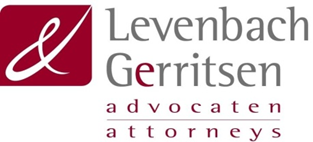 &
Levenbach
Gerritsen
advocaten
attorneys